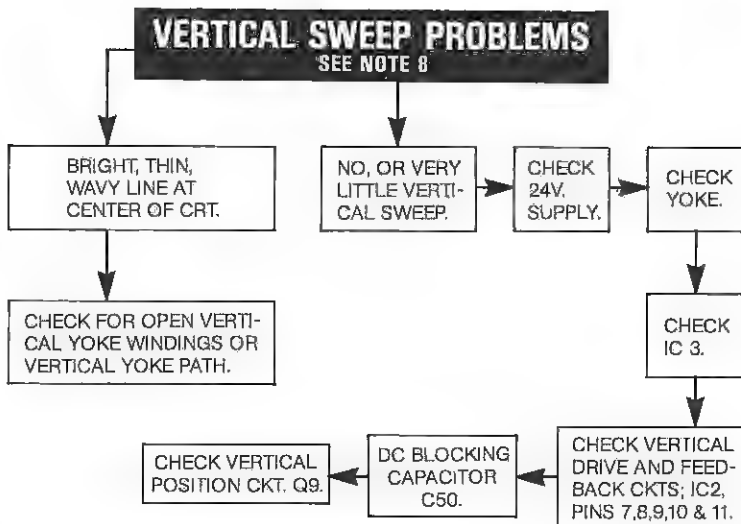 VERTICAL SWEEP PROBLEMS
SEE NOTE 8
BRIGHT, THIN,
WAVY LINE AT
CENTER OF CRT.
CHECK FOR OPEN VERTI-
CAL YOKE WINDINGS OR
VERTICAL YOKE PATH.
NO, OR VERY
LITTLE VERTI-
CAL SWEEP.
CHECK
24V.
SUPPLY.
CHECK
YOKE.
CHECK
IC 3.
CHECK VERTICAL
DRIVE AND FEED-
BACK CKTS; IC2,
PINS 7,8,9,10 & 11.
DC BLOCKING
CAPACITOR
C50.
CHECK VERTICAL
POSITION CKT. Q9.